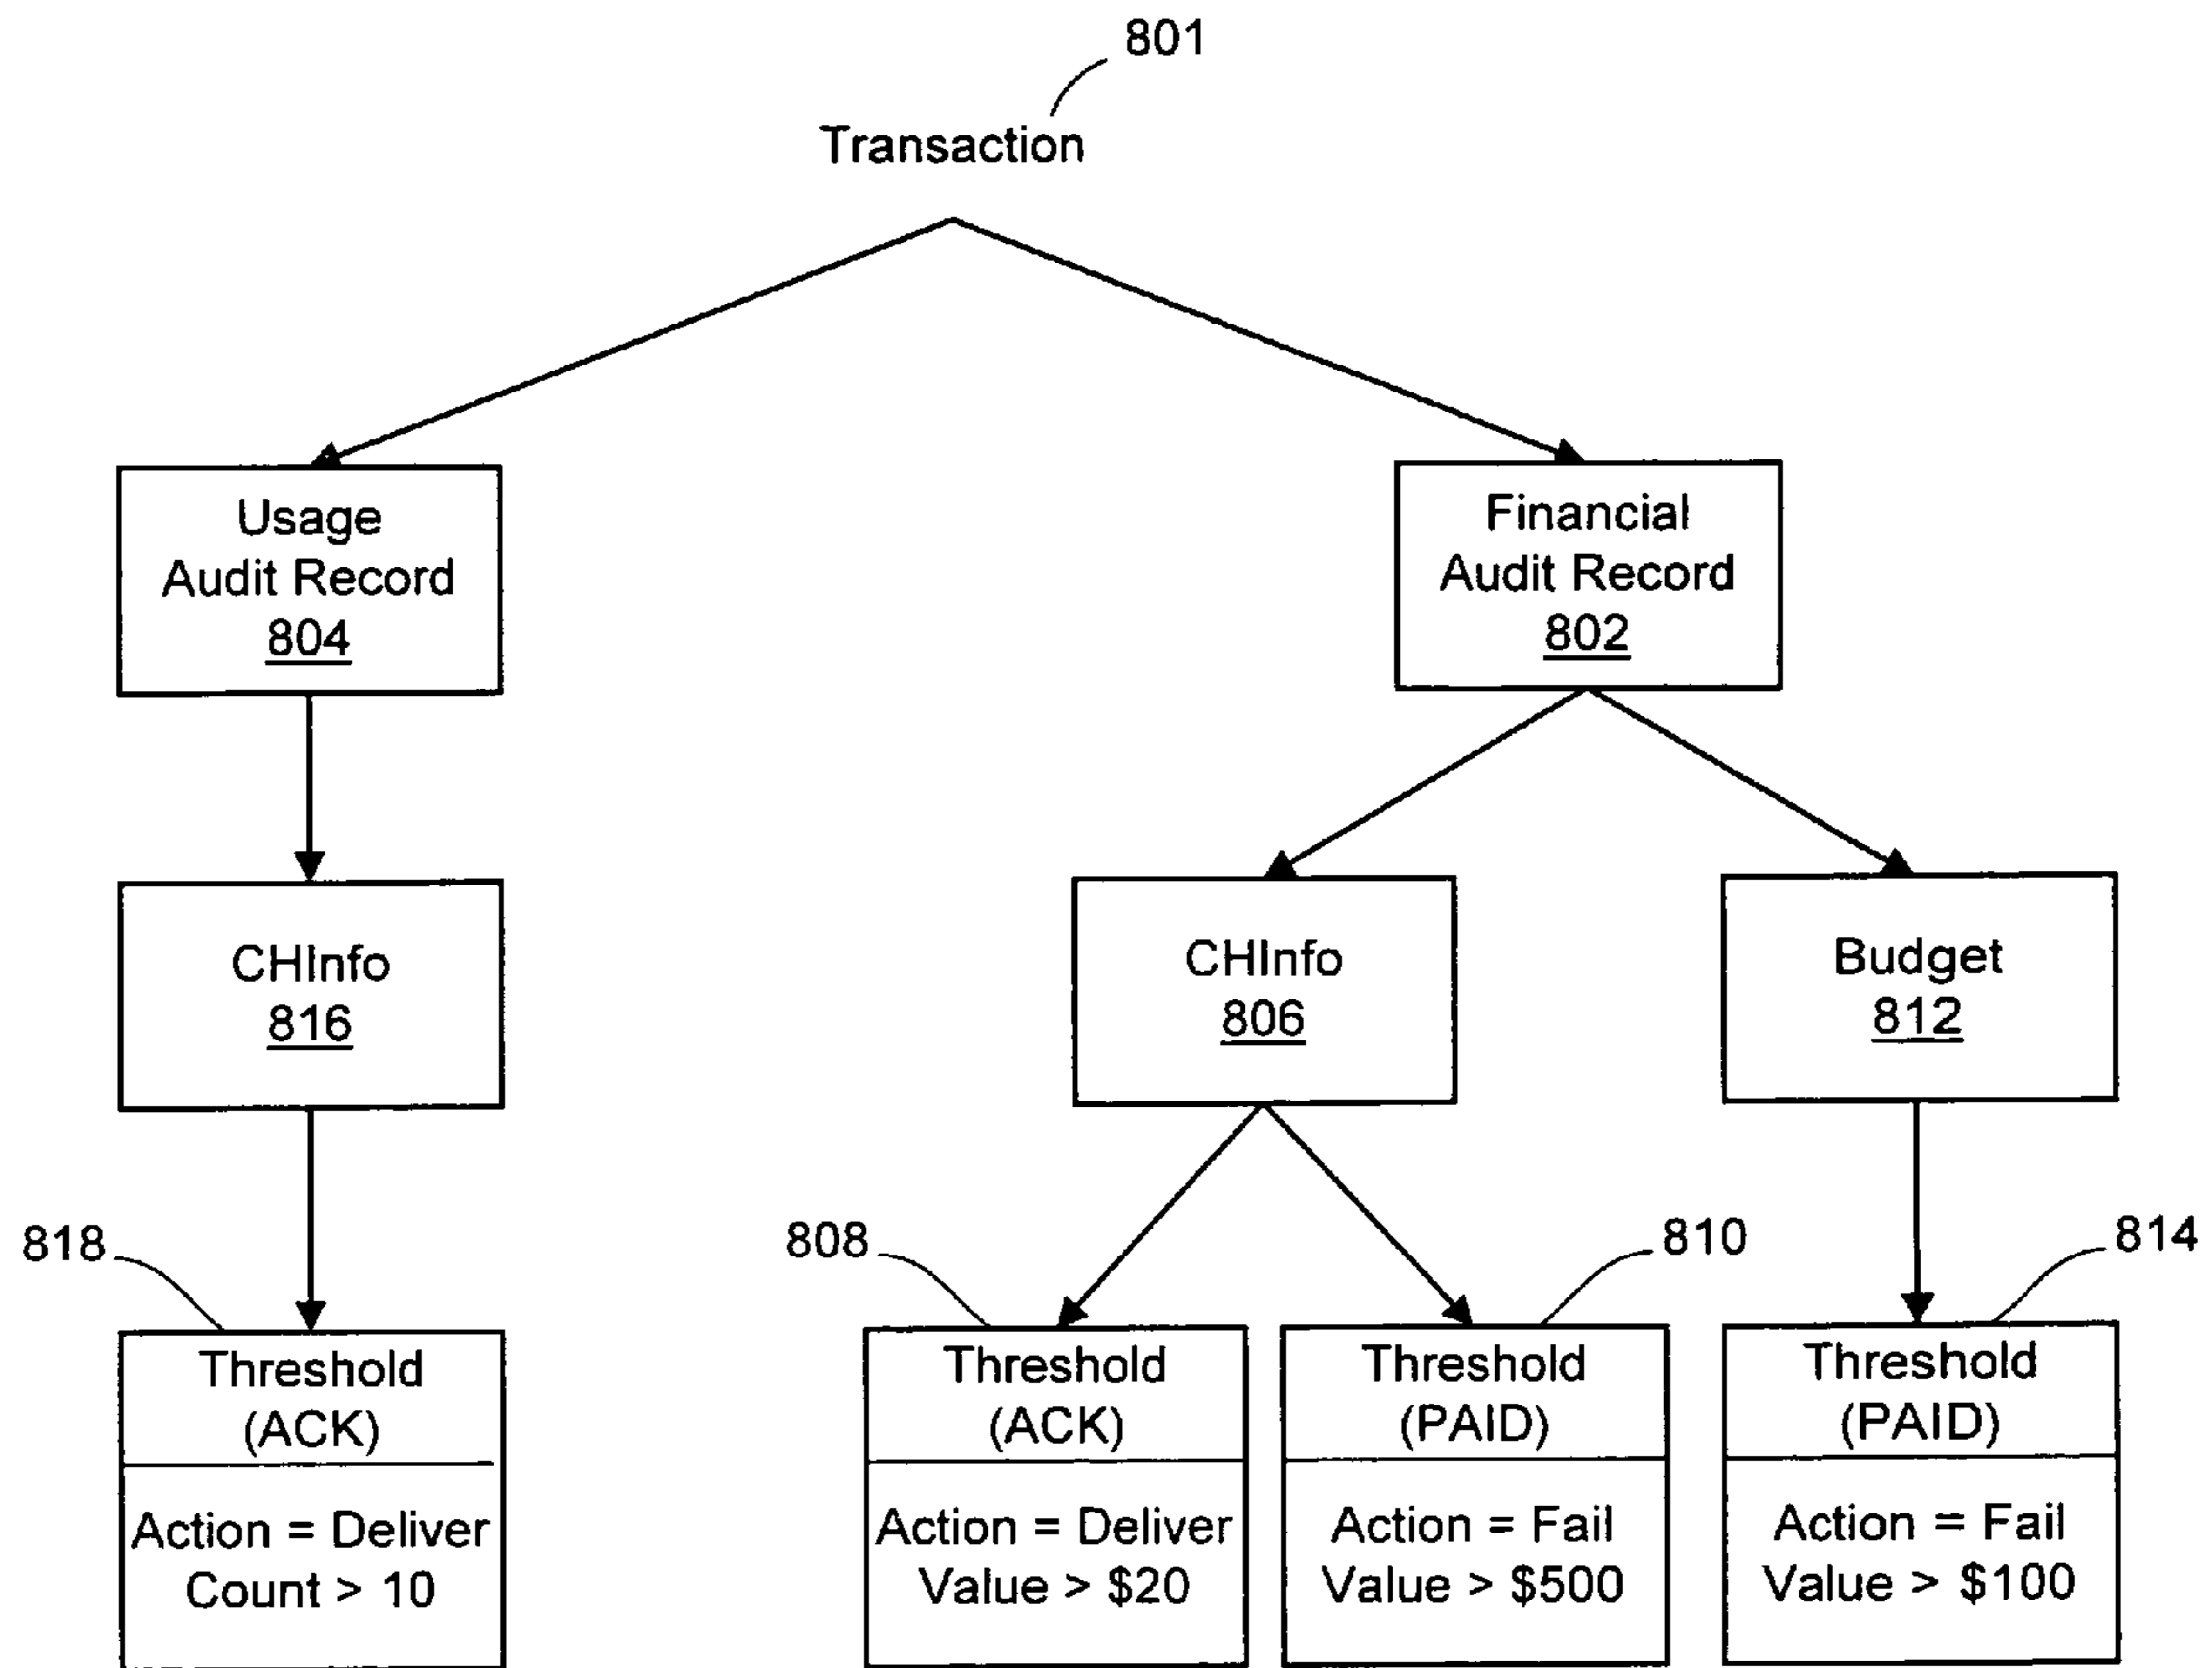 801
Transaction
Usage
Audit Record
804
Financial
Audit Record
802
CHInfo
816
CHInfo
806
Budget
812
818
808
810
814
Threshold
(ACK)
Action = Deliver
Count > 10
Threshold
(ACK)
Action = Deliver
Value > $20
Threshold
(PAID)
Action = Fail
Value > $500
Threshold
(PAID)
Action = Fail
Value > $100